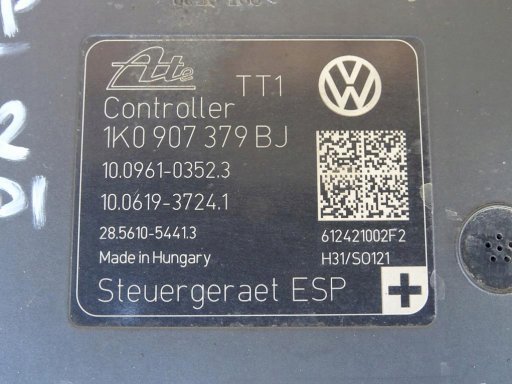 Ate TT1
Controller
1K0 907 379 BJ
10.0961-0352.3
10.0619-3724.1
28.5610-5441.3 612421002F2
Made in Hungary H31/S0121
Steuergeraet ESP